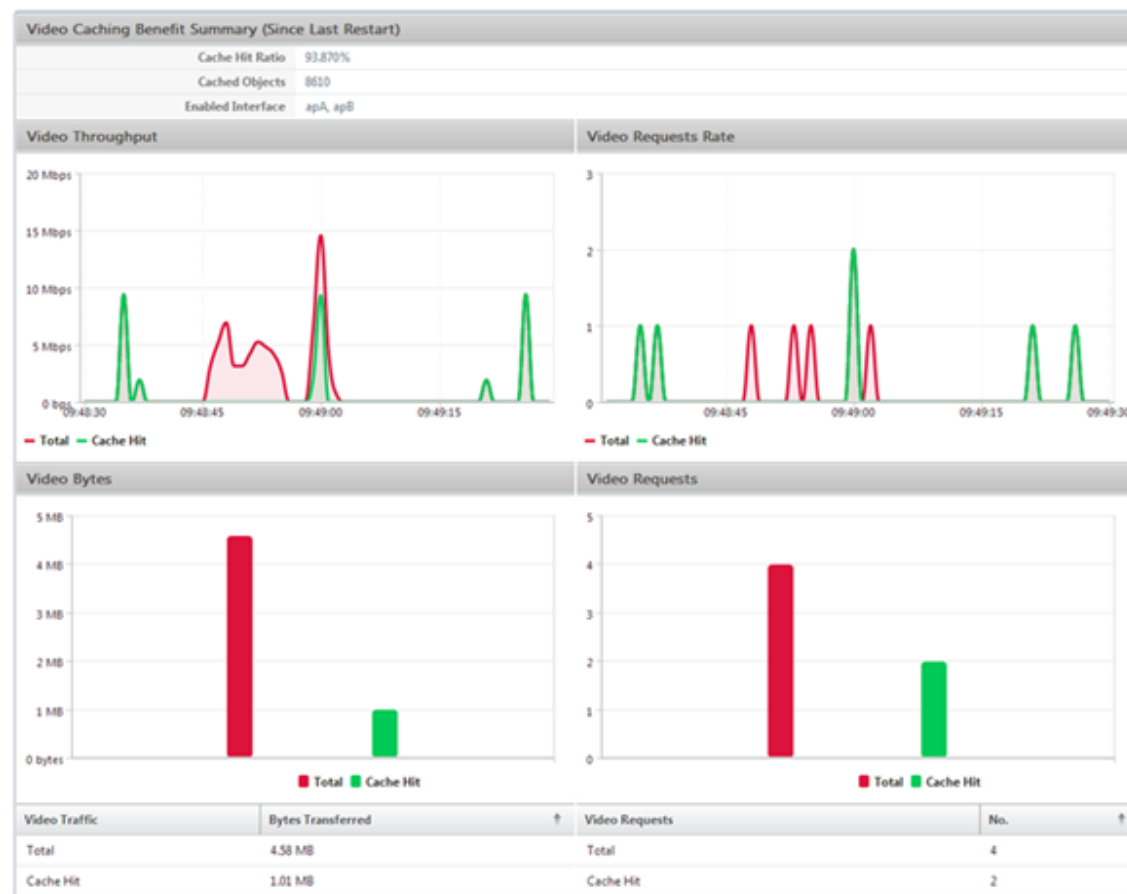 Video Caching Benefit Summary (Since Last Restart)
Cache Hit Ratio 93.870%
Cached Objects 8610
Enabled Interface apA, apB
Video Throughput
20 Mbps
15 Mbps
10 Mbps
5 Mbps
0 bps
09:48:30 09:48:45 09:49:00 09:49:15
Total Cache Hit
Video Requests Rate
3
2
1
0
09:48:45 09:49:00 09:49:15 09:49:30
Total Cache Hit
Video Bytes
5 MB
4 MB
3 MB
2 MB
1 MB
0 bytes
Total Cache Hit
Video Requests
5
4
3
2
1
0
Total Cache Hit
Video Traffic Bytes Transferred
Total 4.58 MB
Cache Hit 1.01 MB
Video Requests No.
Total 4
Cache Hit 2